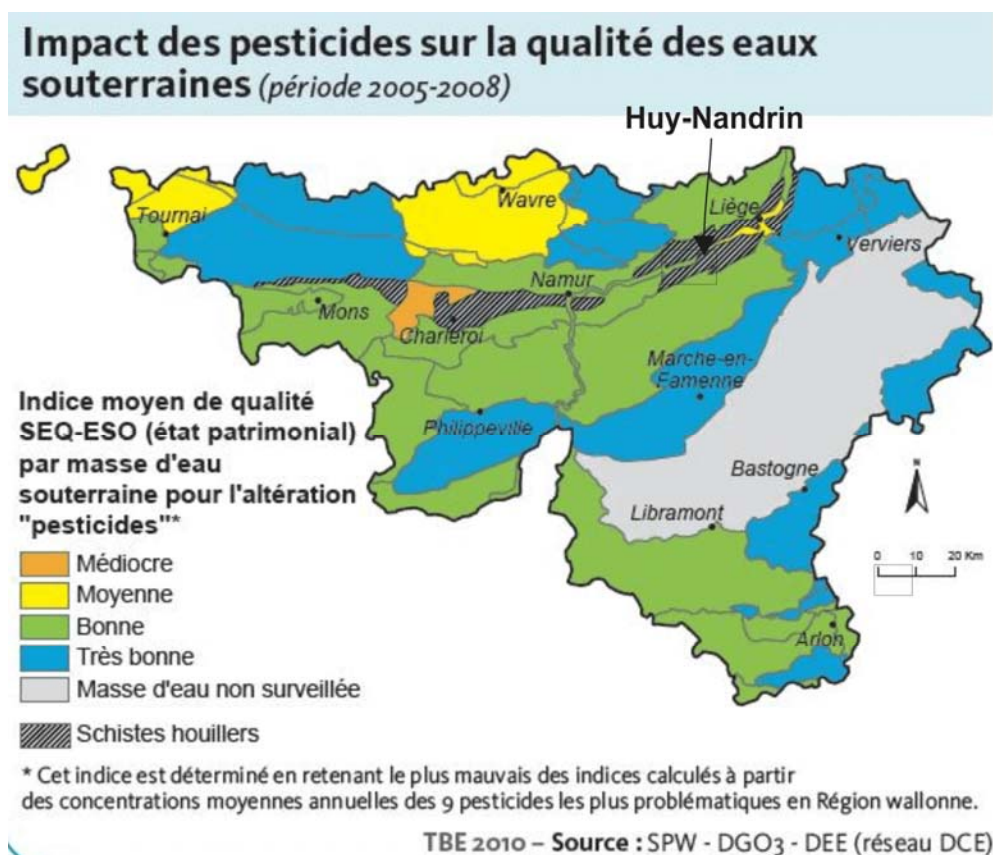 Impact des pesticides sur la qualité des eaux
souterraines (période 2005-2008)
Huy-Nandrin
Wavre
Tournai
Liège
Verviers
Namur
Mons
Charleroi
Marche-en-
Famenne
Philippeville
Bastogne
Libramont
Arlon
N
0 10 20 Km
Indice moyen de qualité
SEQ-ESO (état patrimonial)
par masse d'eau
souterraine pour l'altération
"pesticides"*
Médiocre
Moyenne
Bonne
Très bonne
Masse d'eau non surveillée
Schistes houillers
* Cet indice est déterminé en retenant le plus mauvais des indices calculés à partir
des concentrations moyennes annuelles des 9 pesticides les plus problématiques en Région wallonne.
TBE 2010 – Source : SPW - DGO3 - DEE (réseau DCE)